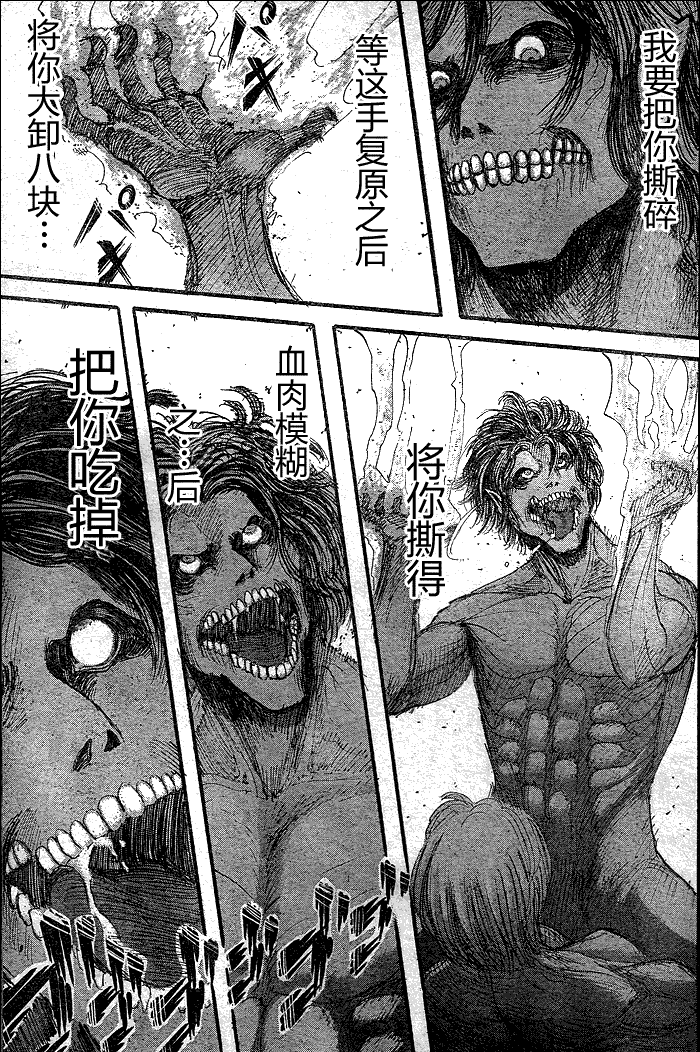 我要把你撕碎
等这手复原之后
将你大卸八块…
将你撕得
血肉模糊
之…后
把你吃掉